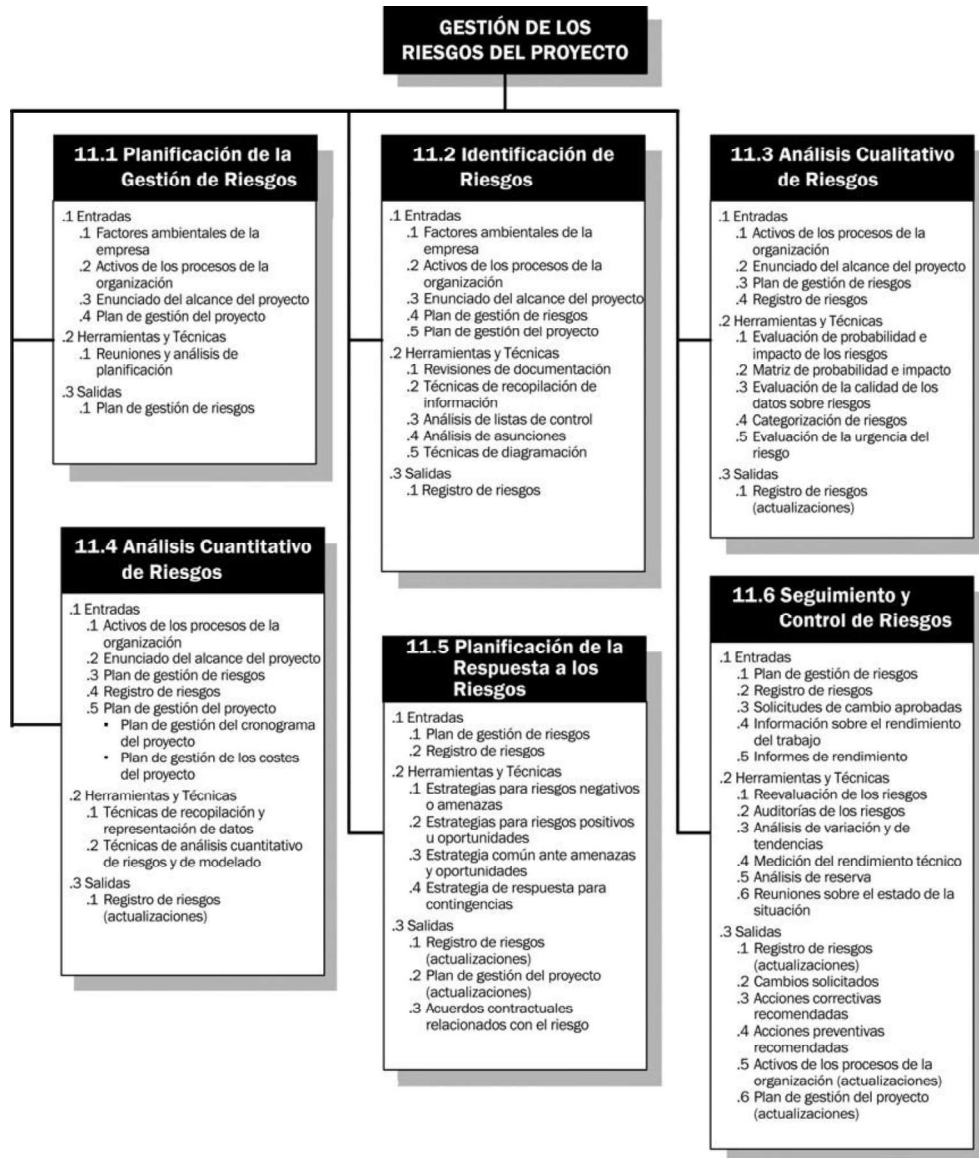 GESTIÓN DE LOS
RIESGOS DEL PROYECTO
11.1 Planificación de la
Gestión de Riesgos
.1 Entradas
.1 Factores ambientales de la
empresa
.2 Activos de los procesos de la
organización
.3 Enunciado del alcance del proyecto
.4 Plan de gestión del proyecto
.2 Herramientas y Técnicas
.1 Reuniones y análisis de
planificación
.3 Salidas
.1 Plan de gestión de riesgos
11.2 Identificación de
Riesgos
.1 Entradas
.1 Factores ambientales de la
empresa
.2 Activos de los procesos de la
organización
.3 Enunciado del alcance del proyecto
.4 Plan de gestión de riesgos
.5 Plan de gestión del proyecto
.2 Herramientas y Técnicas
.1 Revisiones de documentación
.2 Técnicas de recopilación de
información
.3 Análisis de listas de control
.4 Análisis de asunciones
.5 Técnicas de diagramación
.3 Salidas
.1 Registro de riesgos
11.3 Análisis Cualitativo
de Riesgos
.1 Entradas
.1 Activos de los procesos de la
organización
.2 Enunciado del alcance del proyecto
.3 Plan de gestión de riesgos
.4 Registro de riesgos
.2 Herramientas y Técnicas
.1 Evaluación de probabilidad e
impacto de los riesgos
.2 Matriz de probabilidad e impacto
.3 Evaluación de la calidad de los
datos sobre riesgos
.4 Categorización de riesgos
.5 Evaluación de la urgencia del
riesgo
.3 Salidas
.1 Registro de riesgos
(actualizaciones)
11.4 Análisis Cuantitativo
de Riesgos
.1 Entradas
.1 Activos de los procesos de la
organización
.2 Enunciado del alcance del proyecto
.3 Plan de gestión de riesgos
.4 Registro de riesgos
.5 Plan de gestión del proyecto
▪ Plan de gestión del cronograma
del proyecto
▪ Plan de gestión de los costes
del proyecto
.2 Herramientas y Técnicas
.1 Técnicas de recopilación y
representación de datos
.2 Técnicas de análisis cuantitativo
de riesgos y de modelado
.3 Salidas
.1 Registro de riesgos
(actualizaciones)
11.5 Planificación de la
Respuesta a los
Riesgos
.1 Entradas
.1 Plan de gestión de riesgos
.2 Registro de riesgos
.2 Herramientas y Técnicas
.1 Estrategias para riesgos negativos
o amenazas
.2 Estrategias para riesgos positivos
u oportunidades
.3 Estrategia común ante amenazas
y oportunidades
.4 Estrategia de respuesta para
contingencias
.3 Salidas
.1 Registro de riesgos
(actualizaciones)
.2 Plan de gestión del proyecto
(actualizaciones)
.3 Acuerdos contractuales
relacionados con el riesgo
11.6 Seguimiento y
Control de Riesgos
.1 Entradas
.1 Plan de gestión de riesgos
.2 Registro de riesgos
.3 Solicitudes de cambio aprobadas
.4 Información sobre el rendimiento
del trabajo
.5 Informes de rendimiento
.2 Herramientas y Técnicas
.1 Reevaluación de los riesgos
.2 Auditorías de los riesgos
.3 Análisis de variación y de
tendencias
.4 Medición del rendimiento técnico
.5 Análisis de reserva
.6 Reuniones sobre el estado de la
situación
.3 Salidas
.1 Registro de riesgos
(actualizaciones)
.2 Cambios solicitados
.3 Acciones correctivas
recomendadas
.4 Acciones preventivas
recomendadas
.5 Activos de los procesos de la
organización (actualizaciones)
.6 Plan de gestión del proyecto
(actualizaciones)